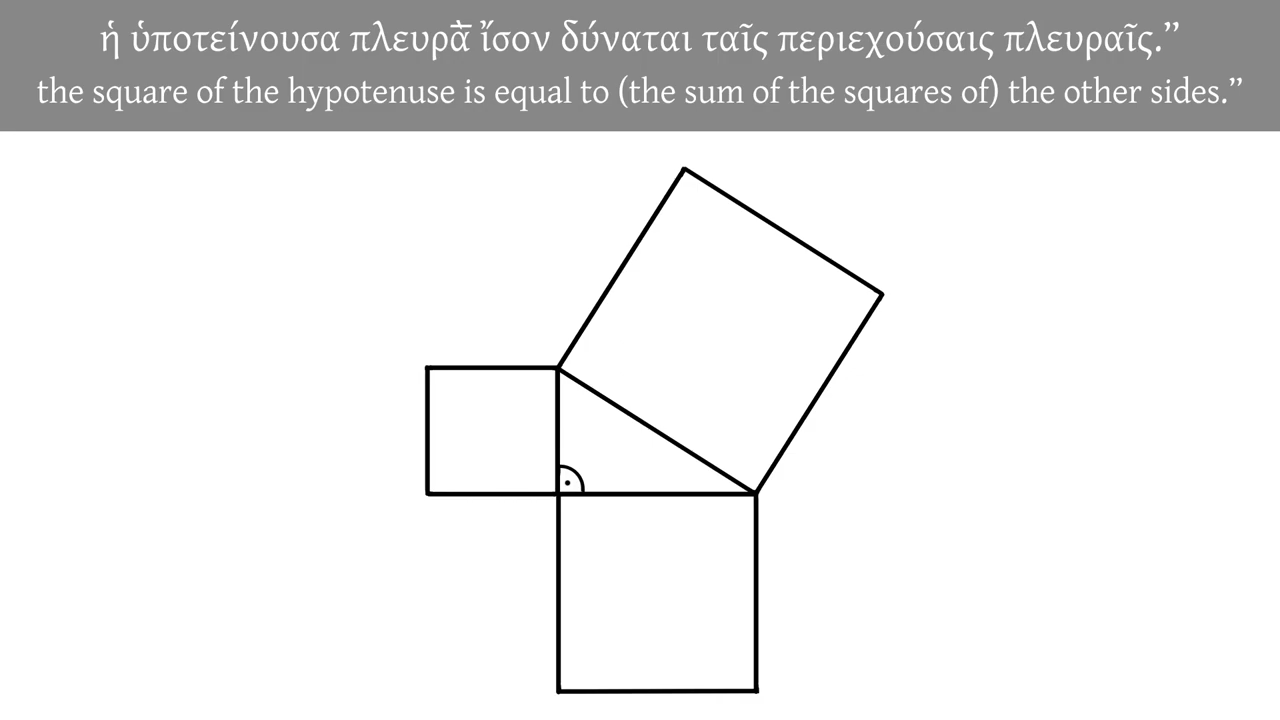 ἡ ὑποτείνουσα πλευρᾱ̀ ἴσον δύναται ταῖς περιεχούσαις πλευραῖς.”
the square of the hypotenuse is equal to (the sum of the squares of) the other sides.”